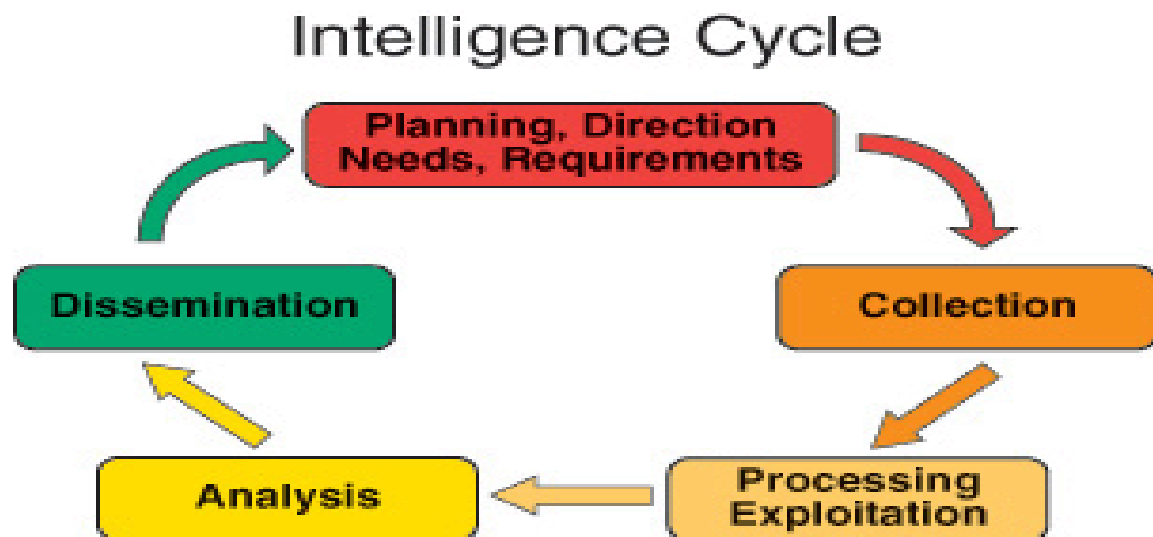 Intelligence Cycle
Planning, Direction
Needs, Requirements
Dissemination
Collection
Analysis
Processing
Exploitation